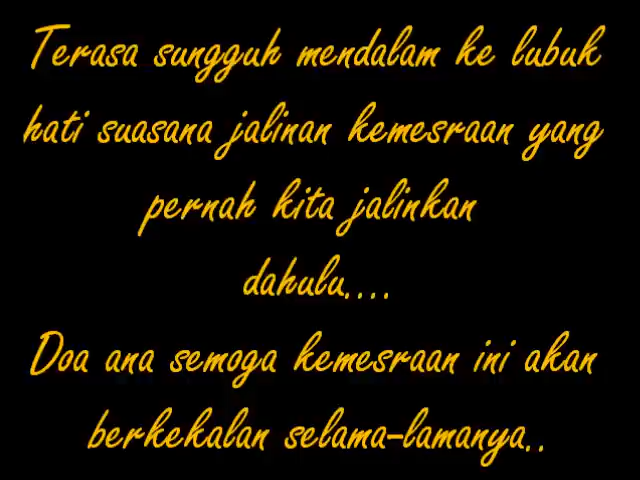 Terasa sungguh mendalam ke lubuk
hati suasana jalinan kemesraan yang
pernah kita jalinkan
dahulu....
Doa ana semoga kemesraan ini akan
berkekalan selama-lamanya..